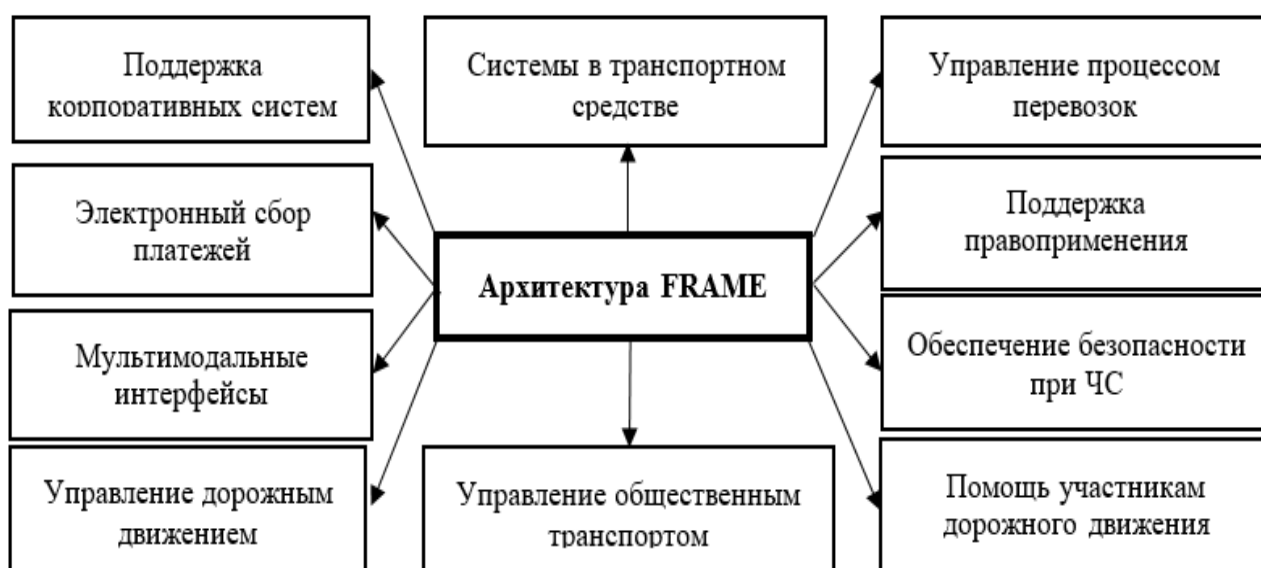 Поддержка
корпоративных систем
Системы в транспортном
средстве
Управление процессом
перевозок
Электронный сбор
платежей
Архитектура FRAME
Поддержка
правоприменения
Мультимодальные
интерфейсы
Обеспечение безопасности
при ЧС
Управление дорожным
движением
Управление общественным
транспортом
Помощь участникам
дорожного движения